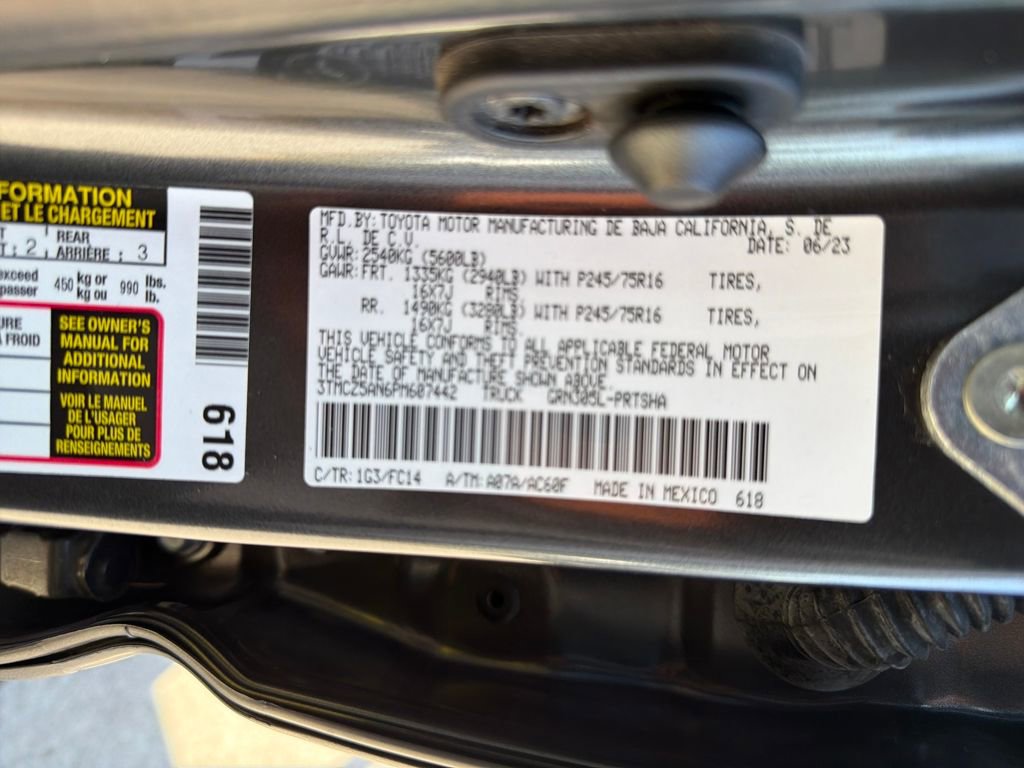 FORMATION
ET LE CHARGEMENT
T REAR
: 2 ARRIÈRE : 3
exceed 450 kg or 990 lbs.
passer kg ou lb.
URE
À FROID
SEE OWNER'S
MANUAL FOR
ADDITIONAL
INFORMATION
VOIR LE MANUEL
DE L'USAGER
POUR PLUS DE
RENSEIGNEMENTS
618
MFD.BY:TOYOTA MOTOR MANUFACTURING DE BAJA CALIFORNIA, S. DE
R.L. DE C.V. DATE: 06/23
GVWR:2540KG (5600LB)
GAWR:FRT. 1335KG (2940LB) WITH P245/75R16 TIRES,
16X7J RIMS
RR. 1490KG (3280LB) WITH P245/75R16 TIRES,
16X7J RIMS
THIS VEHICLE CONFORMS TO ALL APPLICABLE FEDERAL MOTOR
VEHICLE SAFETY AND THEFT PREVENTION STANDARDS IN EFFECT ON
THE DATE OF MANUFACTURE SHOWN ABOVE.
3TMCZ5AN6PM607442 TRUCK GRN305L-PRTSHA
C/TR:1G3/FC14 A/TM:A07A/AC60F MADE IN MEXICO 618